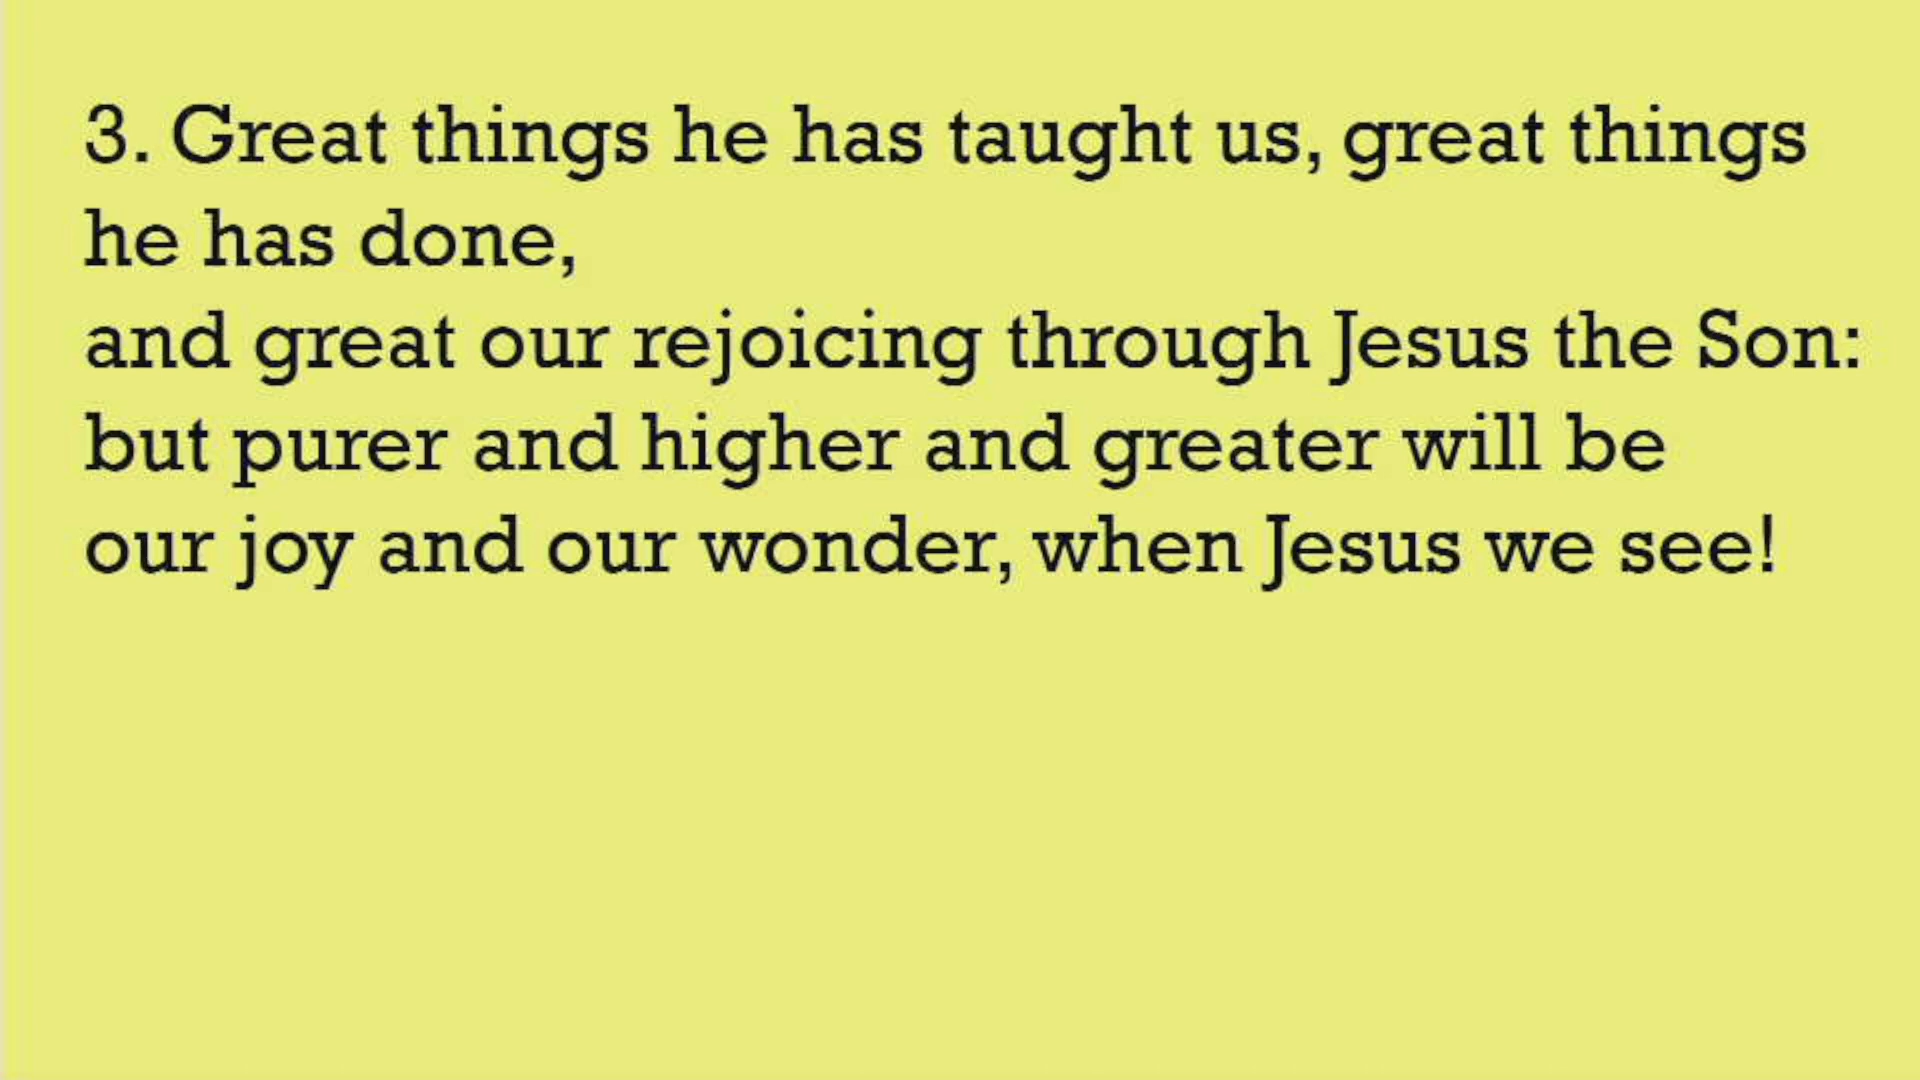 3. Great things he has taught us, great things
he has done,
and great our rejoicing through Jesus the Son:
but purer and higher and greater will be
our joy and our wonder, when Jesus we see!